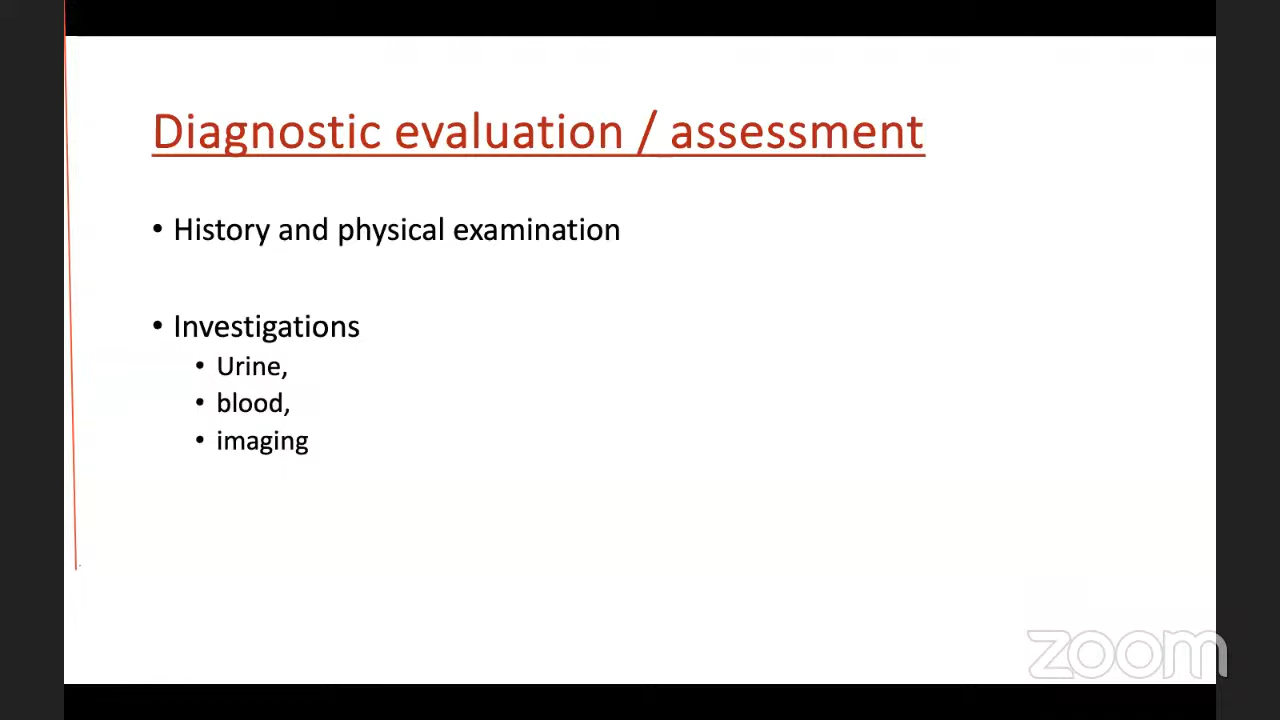 Diagnostic evaluation / assessment
• History and physical examination
• Investigations
• Urine,
• blood,
• imaging
zoom